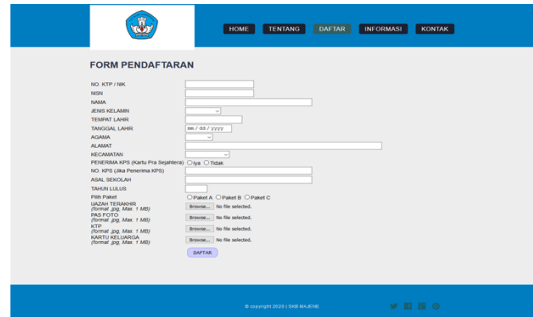 HOME TENTANG DAFTAR INFORMASI KONTAK
FORM PENDAFTARAN
NO. KTP / NIK
NISN
NAMA
JENIS KELAMIN
TEMPAT LAHIR
TANGGAL LAHIR mm / dd / yyyy
AGAMA
ALAMAT
KECAMATAN
PENERIMA KPS (Kartu Pra Sejahtera) Iya Tidak
NO. KPS (Jika Penerima KPS)
ASAL SEKOLAH
TAHUN LULUS
Pilih Paket Paket A Paket B Paket C
IJAZAH TERAKHIR
(format .jpg, Max. 1 MB) Browse... No file selected.
PAS FOTO
(format .jpg, Max. 1 MB) Browse... No file selected.
KTP
(format .jpg, Max. 1 MB) Browse... No file selected.
KARTU KELUARGA
(format .jpg, Max. 1 MB) Browse... No file selected.
DAFTAR
© copyright 2020 | SKB MAJENE